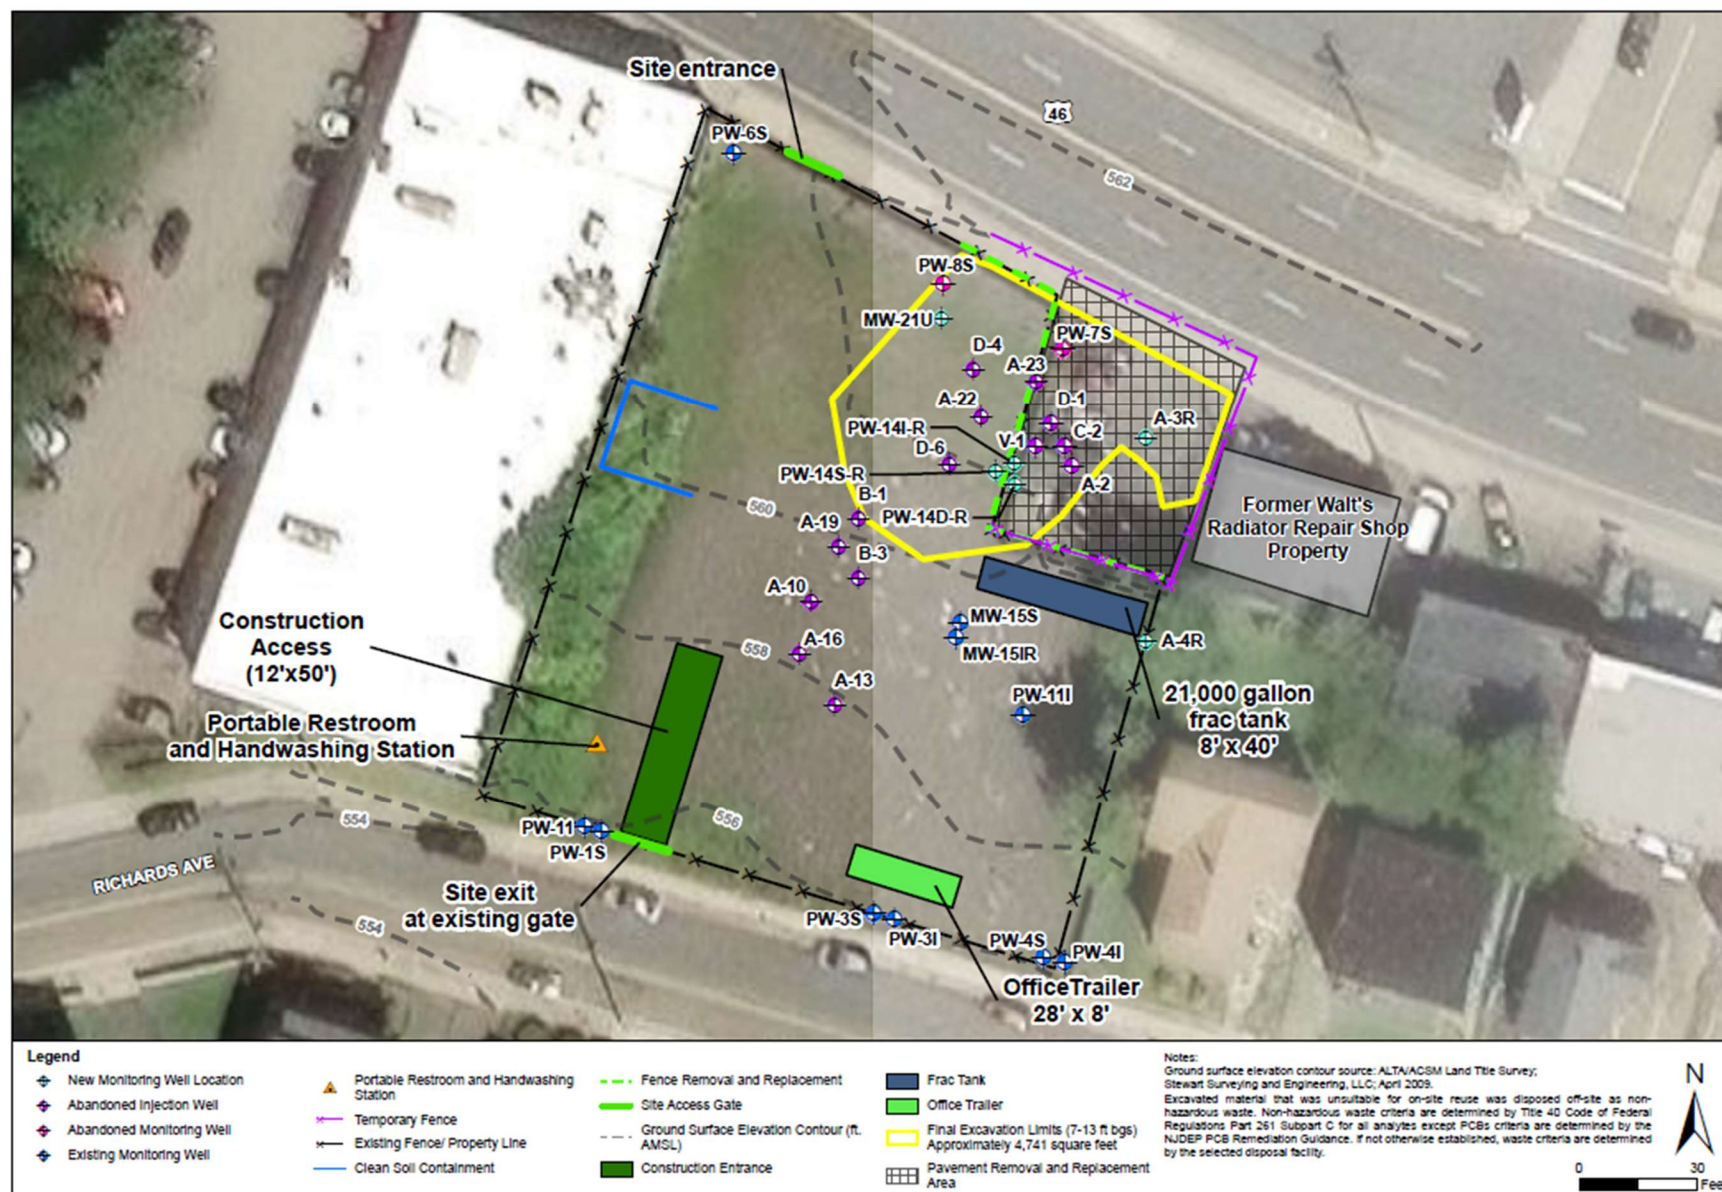 Site entrance
46
PW-6S
562
PW-8S
MW-21U
PW-7S
D-4
A-23
D-1
A-22
A-3R
PW-14I-R
V-1
C-2
D-6
PW-14S-R
A-2
B-1
PW-14D-R
560
A-19
Former Walt's
Radiator Repair Shop
Property
B-3
A-10
Construction
Access
(12'x50')
MW-15S
A-16
558
MW-15IR
A-4R
A-13
PW-11I
21,000 gallon
frac tank
8' x 40'
Portable Restroom
and Handwashing Station
554
556
PW-11
PW-1S
RICHARDS AVE
Site exit
at existing gate
554
PW-3S
PW-3I
PW-4S
PW-4I
OfficeTrailer
28' x 8'
Legend
New Monitoring Well Location
Abandoned Injection Well
Abandoned Monitoring Well
Existing Monitoring Well
Portable Restroom and Handwashing
Station
Temporary Fence
Existing Fence/ Property Line
Clean Soil Containment
Fence Removal and Replacement
Site Access Gate
Ground Surface Elevation Contour (ft.
AMSL)
Construction Entrance
Frac Tank
Office Trailer
Final Excavation Limits (7-13 ft bgs)
Approximately 4,741 square feet
Pavement Removal and Replacement
Area
Notes:
Ground surface elevation contour source: ALTA/ACSM Land Title Survey;
Stewart Surveying and Engineering, LLC; April 2009.
Excavated material that was unsuitable for on-site reuse was disposed off-site as non-
hazardous waste. Non-hazardous waste criteria are determined by Title 40 Code of Federal
Regulations Part 261 Subpart C for all analytes except PCBs criteria are determined by the
NJDEP PCB Remediation Guidance. If not otherwise established, waste criteria are determined
by the selected disposal facility.
N
0 30
Feet